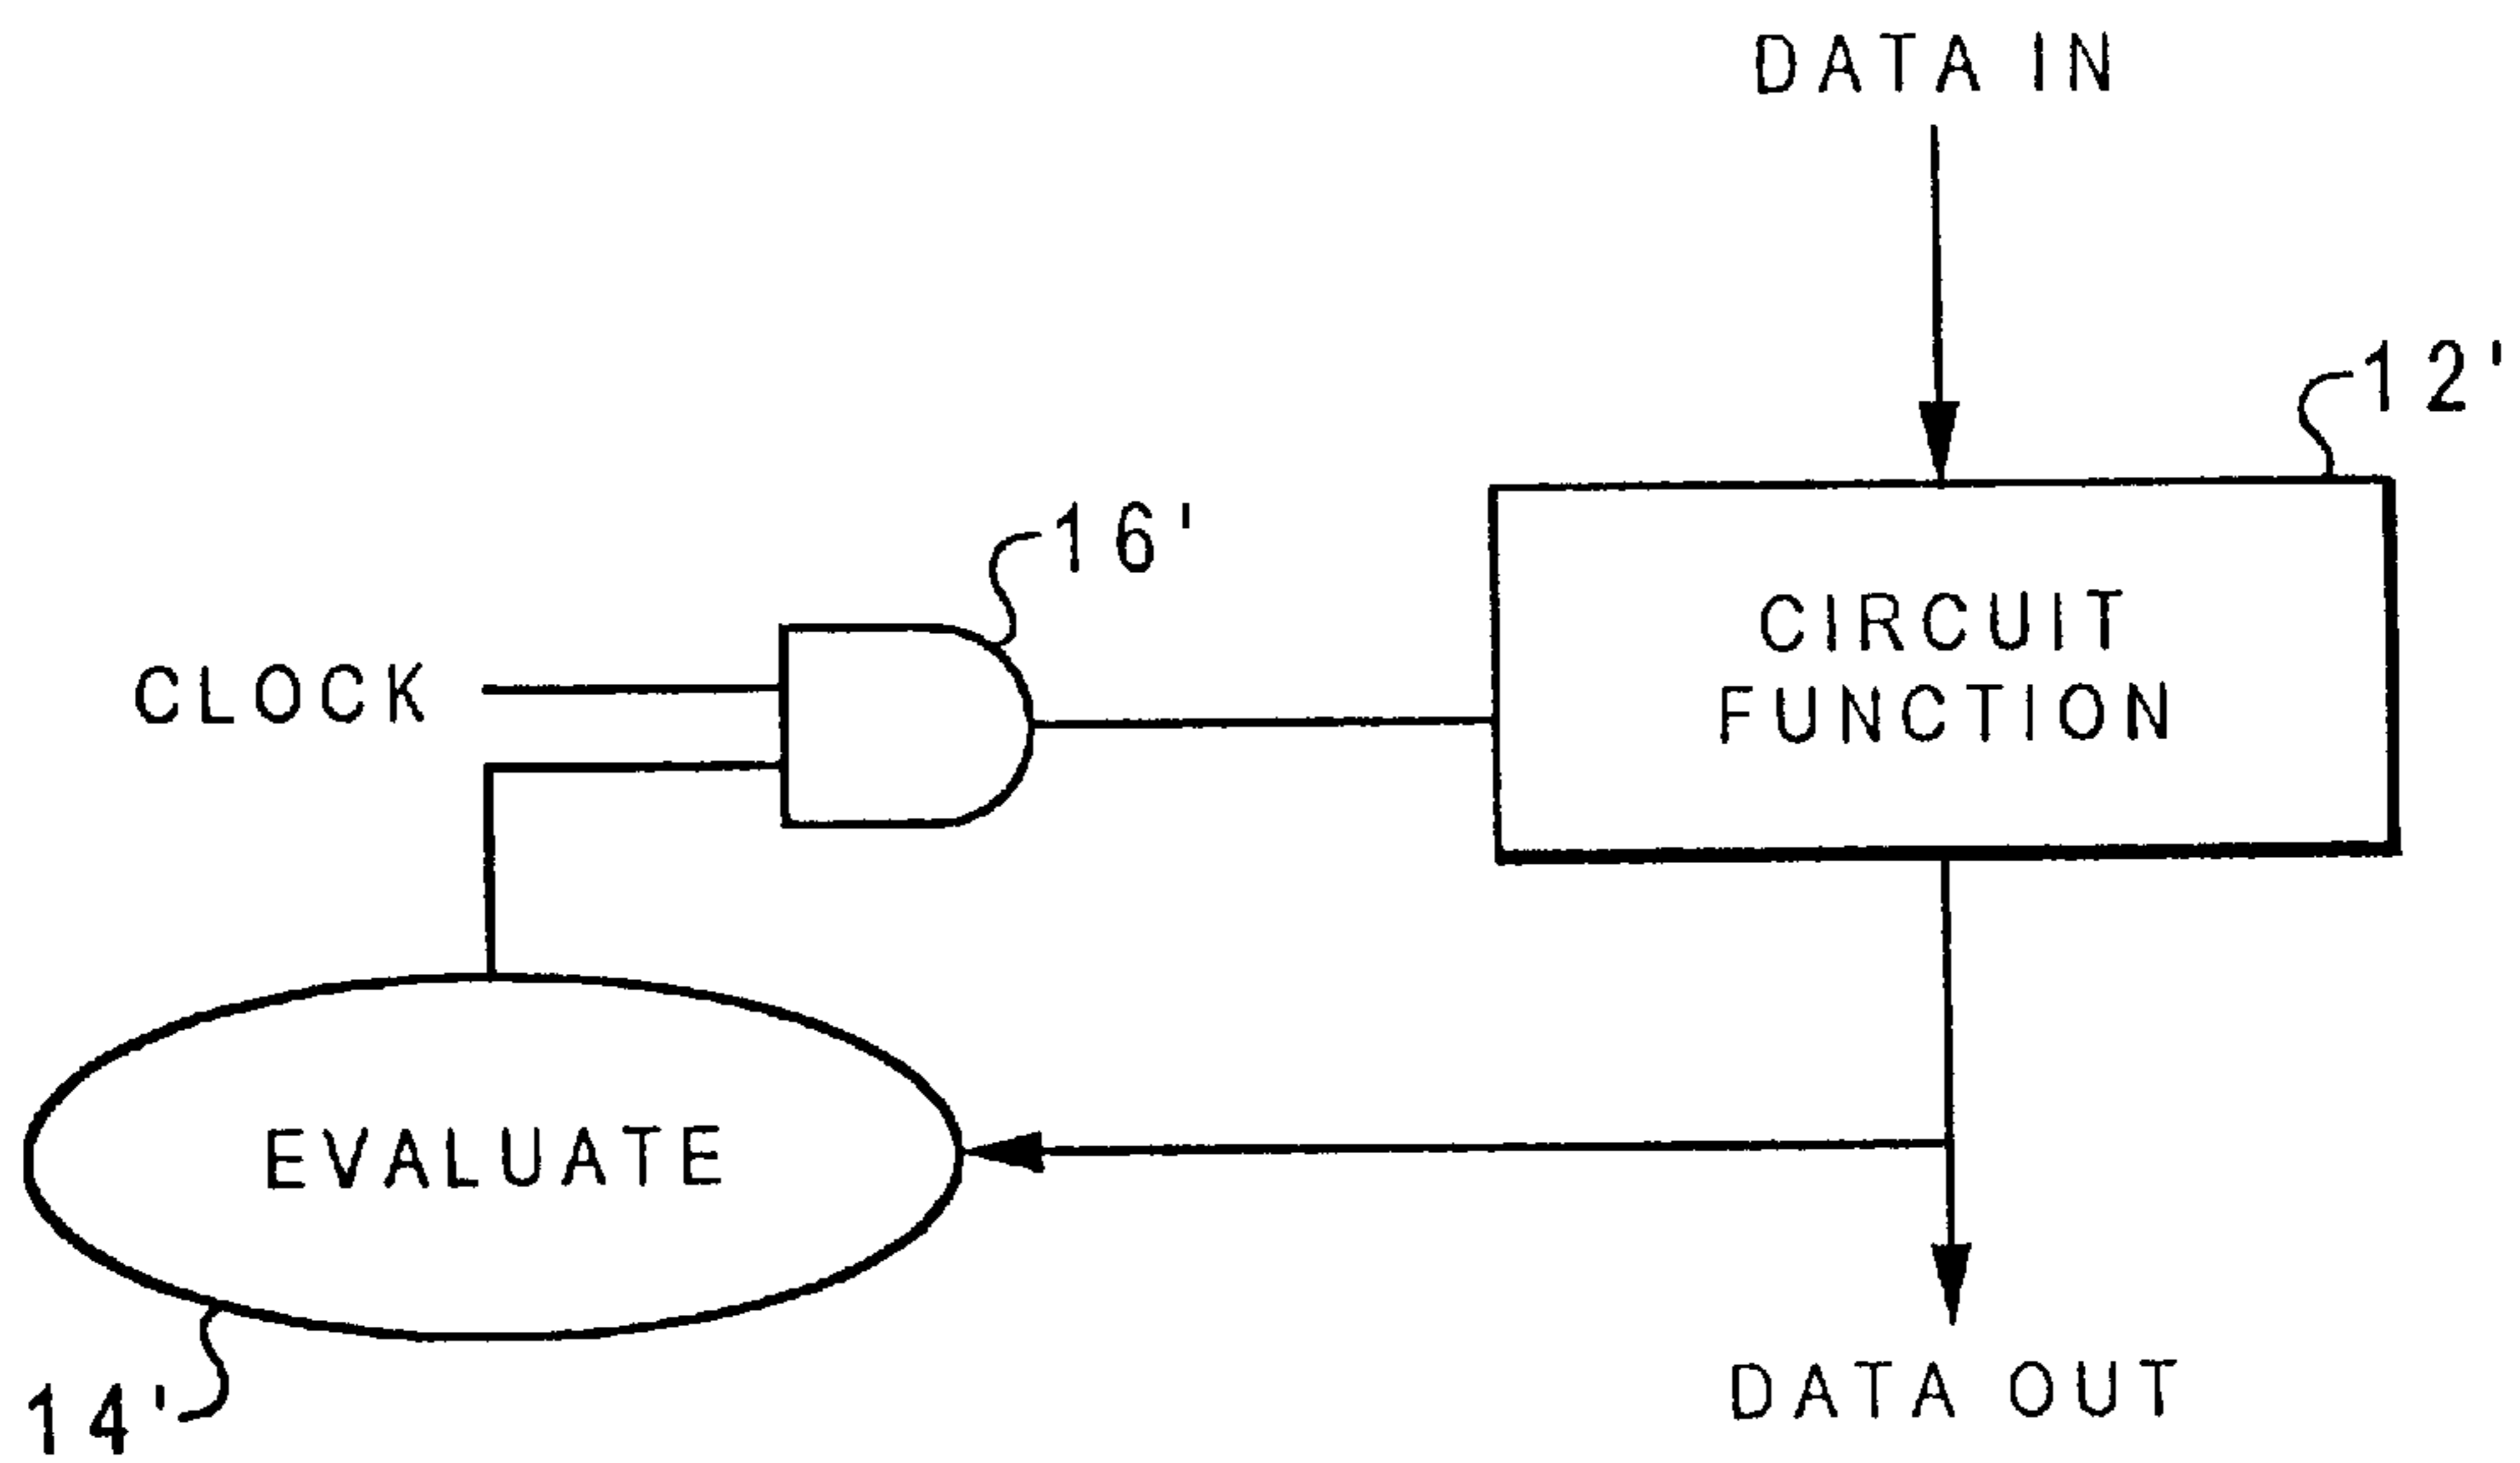 DATA IN
12'
16'
CIRCUIT
FUNCTION
CLOCK
EVALUATE
14'
DATA OUT